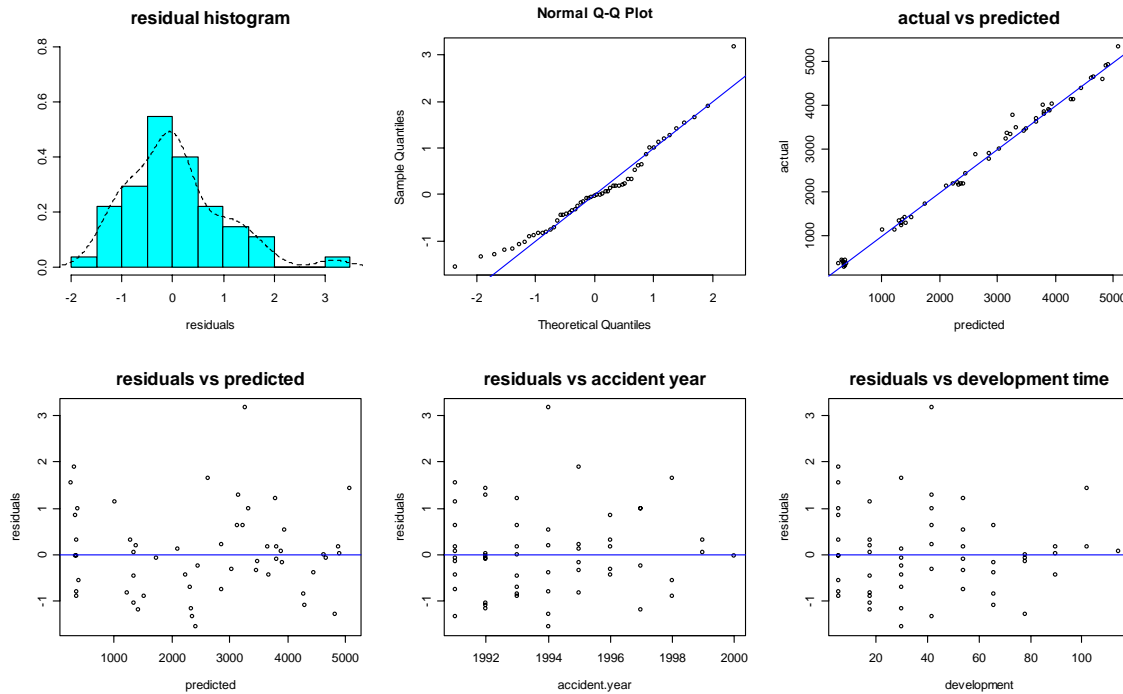 residual histogram
0.8
0.6
0.4
0.2
0.0
-2 -1 0 1 2 3
residuals
Normal Q-Q Plot
3
2
1
0
-1
Sample Quantiles
-2 -1 0 1 2
Theoretical Quantiles
actual vs predicted
5000
4000
3000
2000
1000
actual
1000 2000 3000 4000 5000
predicted
residuals vs predicted
3
2
1
0
-1
residuals
1000 2000 3000 4000 5000
predicted
residuals vs accident year
3
2
1
0
-1
residuals
1992 1994 1996 1998 2000
accident.year
residuals vs development time
3
2
1
0
-1
residuals
20 40 60 80 100
development